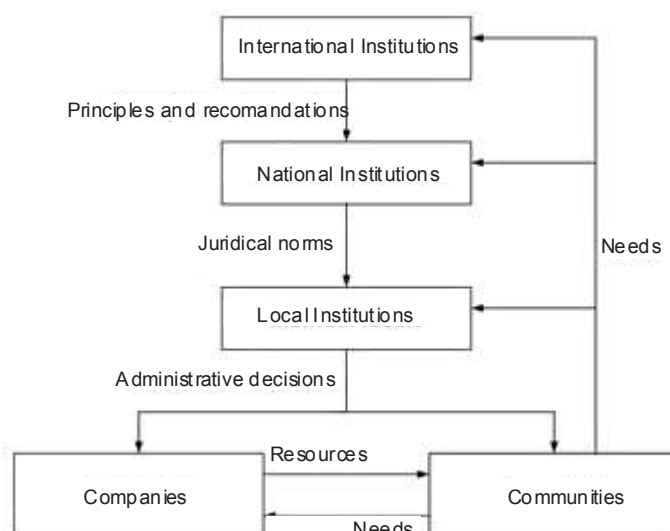 International Institutions
Principles and recomandations
National Institutions
Juridical norms
Needs
Local Institutions
Administrative decisions
Resources
Companies
Communities
Needs